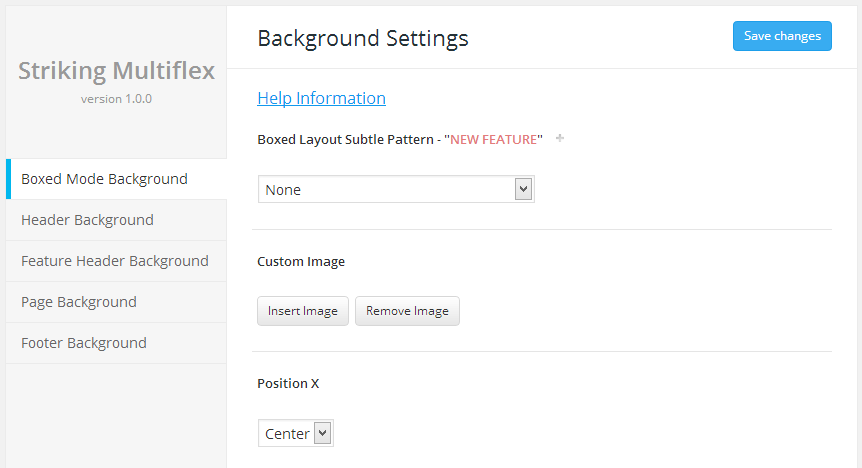 Striking Multiflex
version 1.0.0
Boxed Mode Background
Header Background
Feature Header Background
Page Background
Footer Background
Background Settings
Save changes
Help Information
Boxed Layout Subtle Pattern - "NEW FEATURE" +
None
Custom Image
Insert Image
Remove Image
Position X
Center